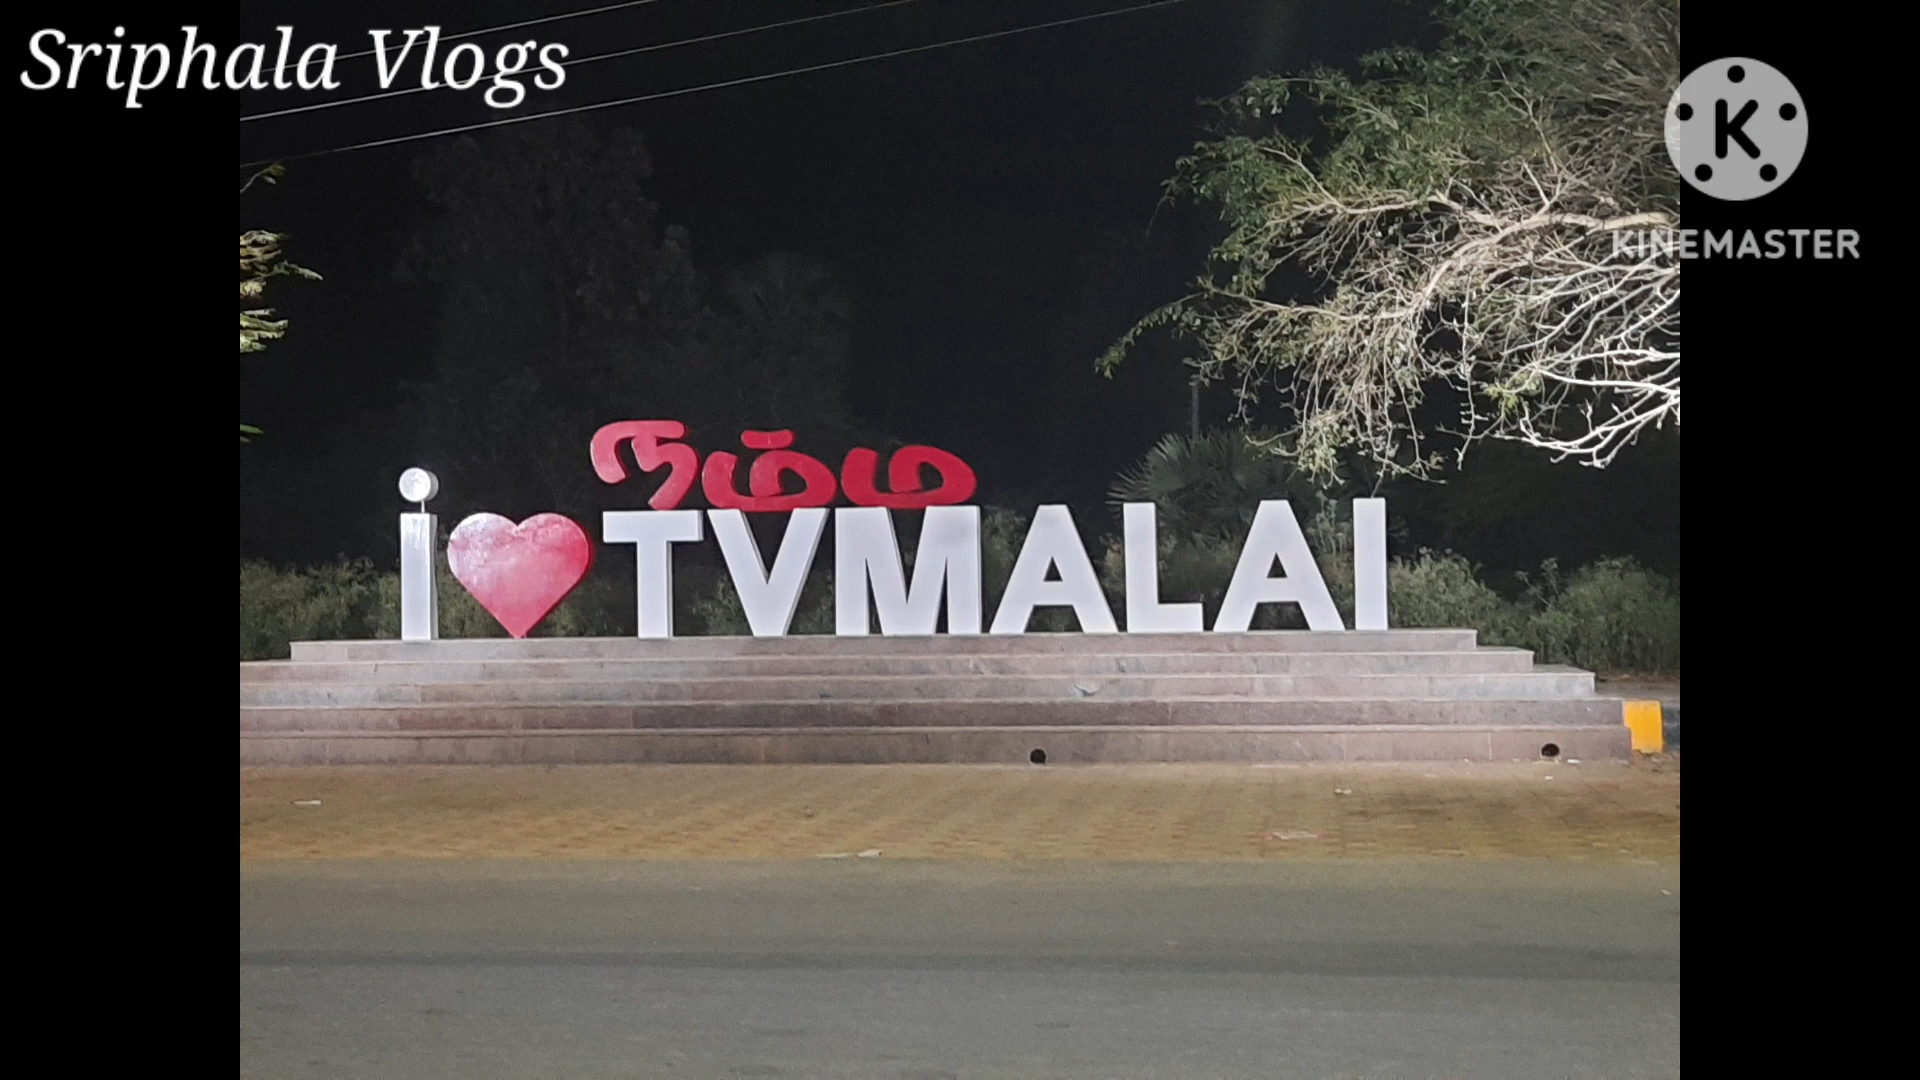 Sriphala Vlogs
K
KINEMASTER
நம்ம
i TVMALAI